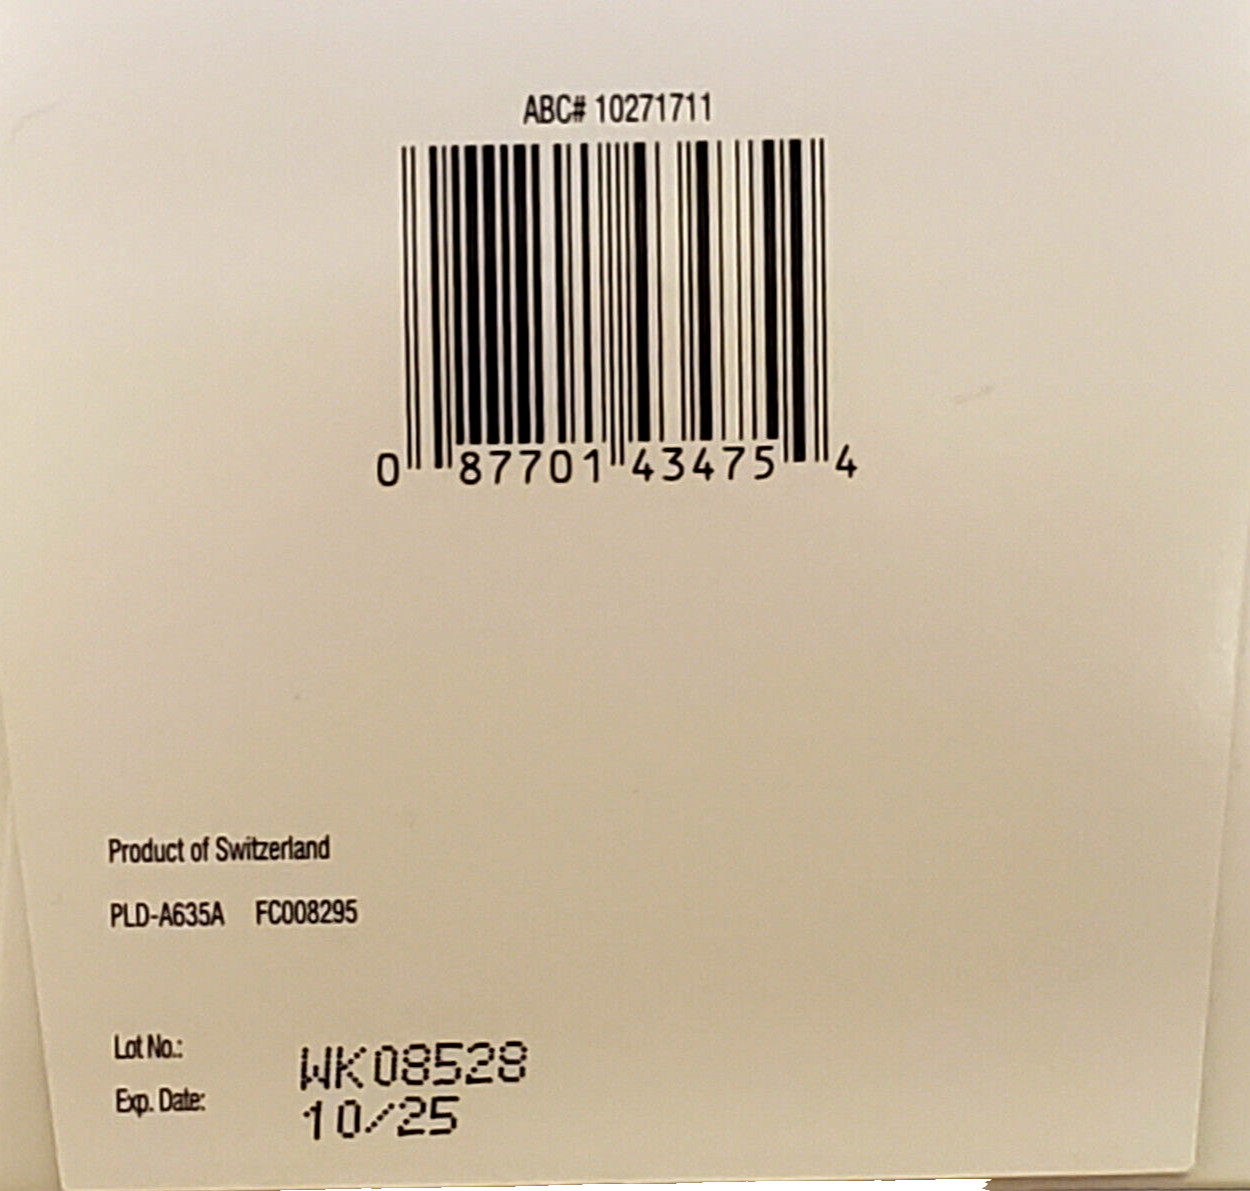 ABC# 10271711
0 87701 43475 4
Product of Switzerland
PLD-A635A FC008295
Lot No.: WK08528
Exp. Date: 10/25